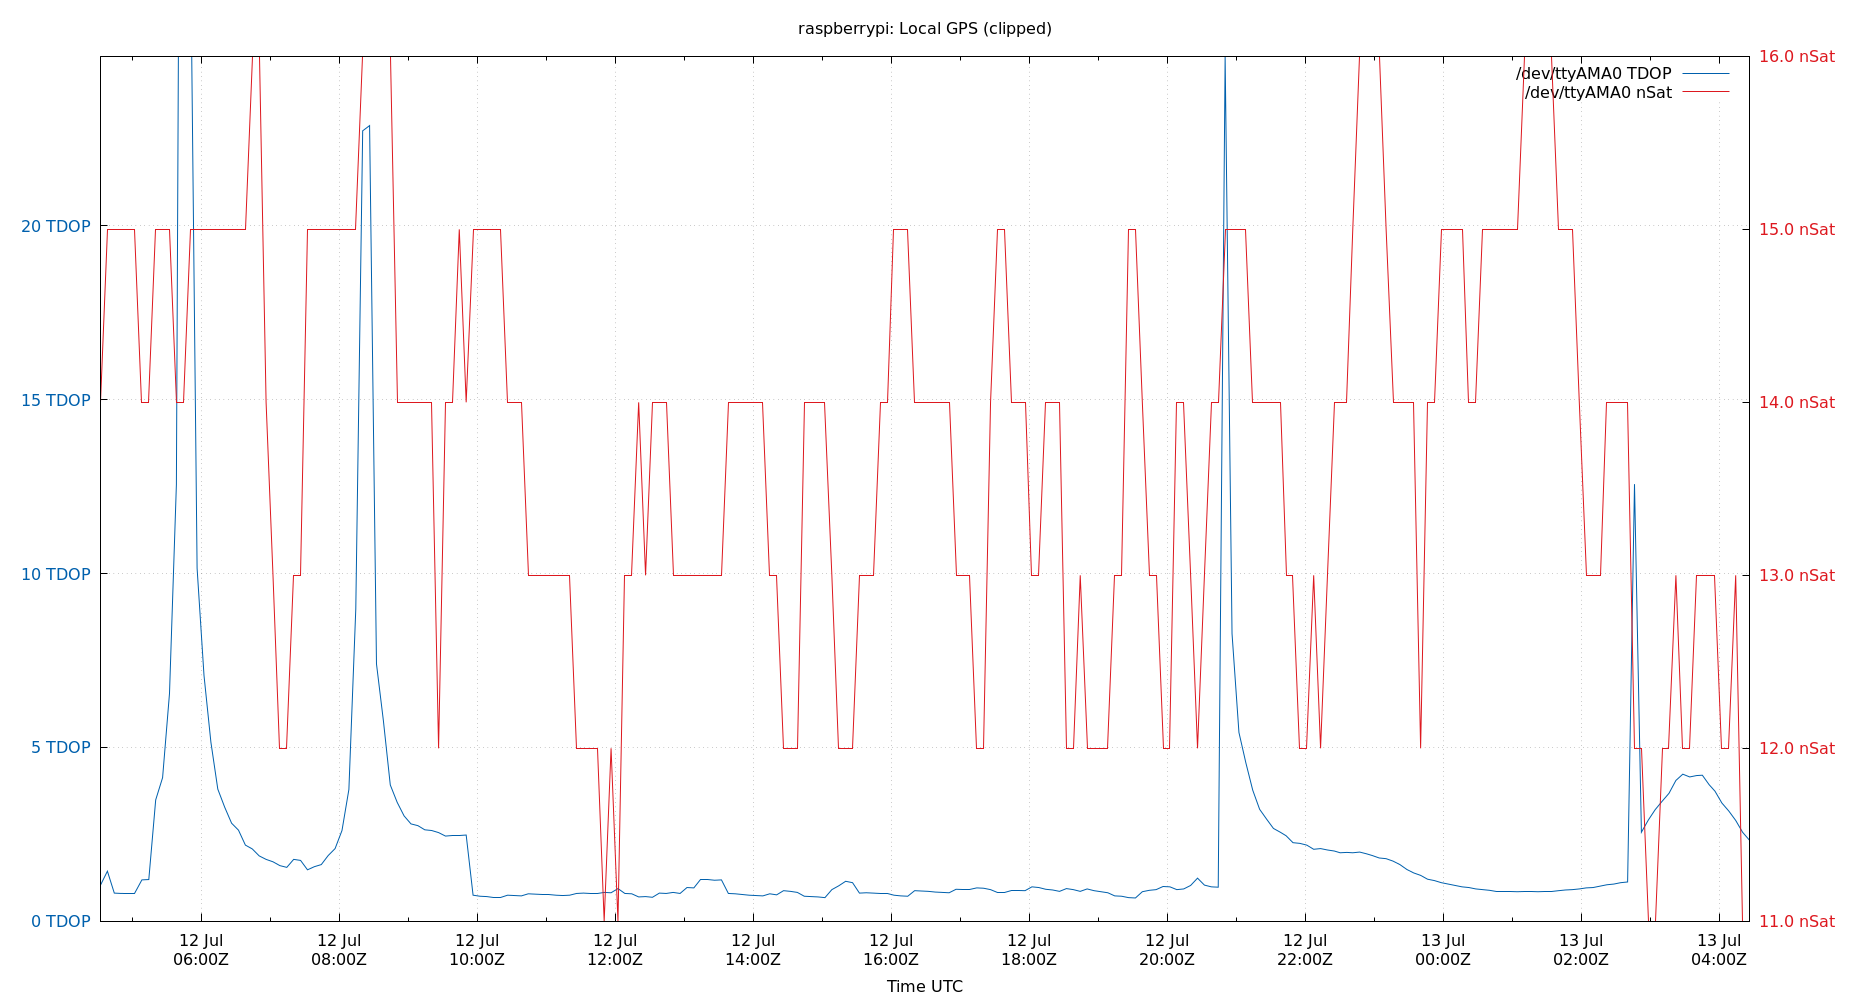 raspberrypi: Local GPS (clipped)
16.0 nSat
/dev/ttyAMA0 TDOP
/dev/ttyAMA0 nSat
20 TDOP
15.0 nSat
15 TDOP
14.0 nSat
10 TDOP
13.0 nSat
5 TDOP
12.0 nSat
0 TDOP
11.0 nSat
12 Jul 12 Jul 12 Jul 12 Jul 12 Jul 12 Jul 12 Jul 12 Jul 12 Jul 13 Jul 13 Jul 13 Jul
06:00Z 08:00Z 10:00Z 12:00Z 14:00Z 16:00Z 18:00Z 20:00Z 22:00Z 00:00Z 02:00Z 04:00Z
Time UTC